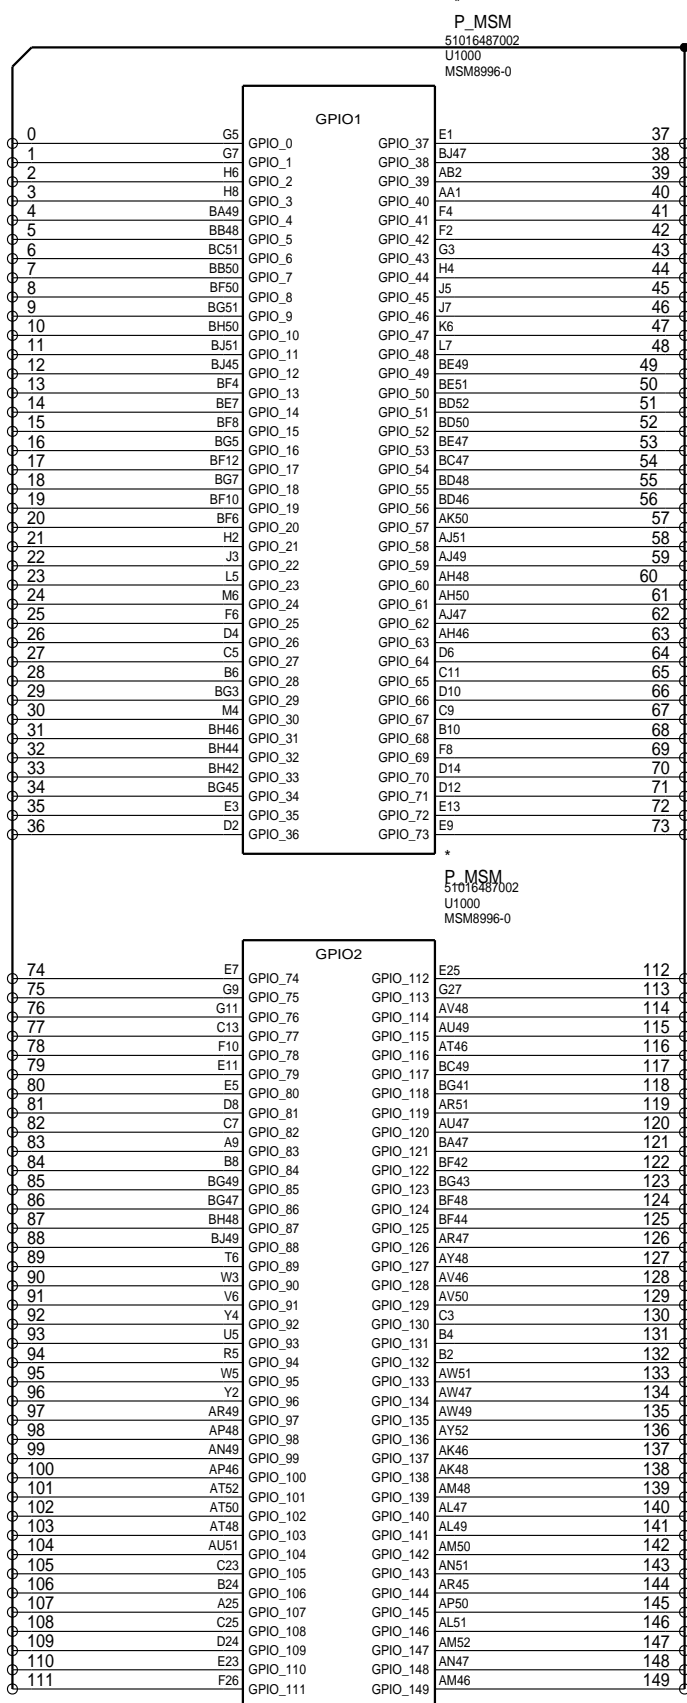 *
P_MSM
51016487002
U1000
MSM8996-0
GPIO1
0 G5 GPIO_0 GPIO_37 E1 37
1 G7 GPIO_1 GPIO_38 BJ47 38
2 H6 GPIO_2 GPIO_39 AB2 39
3 H8 GPIO_3 GPIO_40 AA1 40
4 BA49 GPIO_4 GPIO_41 F4 41
5 BB48 GPIO_5 GPIO_42 F2 42
6 BC51 GPIO_6 GPIO_43 G3 43
7 BB50 GPIO_7 GPIO_44 H4 44
8 BF50 GPIO_8 GPIO_45 J5 45
9 BG51 GPIO_9 GPIO_46 J7 46
10 BH50 GPIO_10 GPIO_47 K6 47
11 BJ51 GPIO_11 GPIO_48 L7 48
12 BJ45 GPIO_12 GPIO_49 BE49 49
13 BF4 GPIO_13 GPIO_50 BE51 50
14 BE7 GPIO_14 GPIO_51 BD52 51
15 BF8 GPIO_15 GPIO_52 BD50 52
16 BG5 GPIO_16 GPIO_53 BE47 53
17 BF12 GPIO_17 GPIO_54 BC47 54
18 BG7 GPIO_18 GPIO_55 BD48 55
19 BF10 GPIO_19 GPIO_56 BD46 56
20 BF6 GPIO_20 GPIO_57 AK50 57
21 H2 GPIO_21 GPIO_58 AJ51 58
22 J3 GPIO_22 GPIO_59 AJ49 59
23 L5 GPIO_23 GPIO_60 AH48 60
24 M6 GPIO_24 GPIO_61 AH50 61
25 F6 GPIO_25 GPIO_62 AJ47 62
26 D4 GPIO_26 GPIO_63 AH46 63
27 C5 GPIO_27 GPIO_64 D6 64
28 B6 GPIO_28 GPIO_65 C11 65
29 BG3 GPIO_29 GPIO_66 D10 66
30 M4 GPIO_30 GPIO_67 C9 67
31 BH46 GPIO_31 GPIO_68 B10 68
32 BH44 GPIO_32 GPIO_69 F8 69
33 BH42 GPIO_33 GPIO_70 D14 70
34 BG45 GPIO_34 GPIO_71 D12 71
35 E3 GPIO_35 GPIO_72 E13 72
36 D2 GPIO_36 GPIO_73 E9 73
*
P_MSM
51016487002
U1000
MSM8996-0
GPIO2
74 E7 GPIO_74 GPIO_112 E25 112
75 G9 GPIO_75 GPIO_113 G27 113
76 G11 GPIO_76 GPIO_114 AV48 114
77 C13 GPIO_77 GPIO_115 AU49 115
78 F10 GPIO_78 GPIO_116 AT46 116
79 E11 GPIO_79 GPIO_117 BC49 117
80 E5 GPIO_80 GPIO_118 BG41 118
81 D8 GPIO_81 GPIO_119 AR51 119
82 C7 GPIO_82 GPIO_120 AU47 120
83 A9 GPIO_83 GPIO_121 BA47 121
84 B8 GPIO_84 GPIO_122 BF42 122
85 BG49 GPIO_85 GPIO_123 BG43 123
86 BG47 GPIO_86 GPIO_124 BF48 124
87 BH48 GPIO_87 GPIO_125 BF44 125
88 BJ49 GPIO_88 GPIO_126 AR47 126
89 T6 GPIO_89 GPIO_127 AY48 127
90 W3 GPIO_90 GPIO_128 AV46 128
91 V6 GPIO_91 GPIO_129 AV50 129
92 Y4 GPIO_92 GPIO_130 C3 130
93 U5 GPIO_93 GPIO_131 B4 131
94 R5 GPIO_94 GPIO_132 B2 132
95 W5 GPIO_95 GPIO_133 AW51 133
96 Y2 GPIO_96 GPIO_134 AW47 134
97 AR49 GPIO_97 GPIO_135 AW49 135
98 AP48 GPIO_98 GPIO_136 AY52 136
99 AN49 GPIO_99 GPIO_137 AK46 137
100 AP46 GPIO_100 GPIO_138 AK48 138
101 AT52 GPIO_101 GPIO_139 AM48 139
102 AT50 GPIO_102 GPIO_140 AL47 140
103 AT48 GPIO_103 GPIO_141 AL49 141
104 AU51 GPIO_104 GPIO_142 AM50 142
105 C23 GPIO_105 GPIO_143 AN51 143
106 B24 GPIO_106 GPIO_144 AR45 144
107 A25 GPIO_107 GPIO_145 AP50 145
108 C25 GPIO_108 GPIO_146 AL51 146
109 D24 GPIO_109 GPIO_147 AM52 147
110 E23 GPIO_110 GPIO_148 AN47 148
111 F26 GPIO_111 GPIO_149 AM46 149